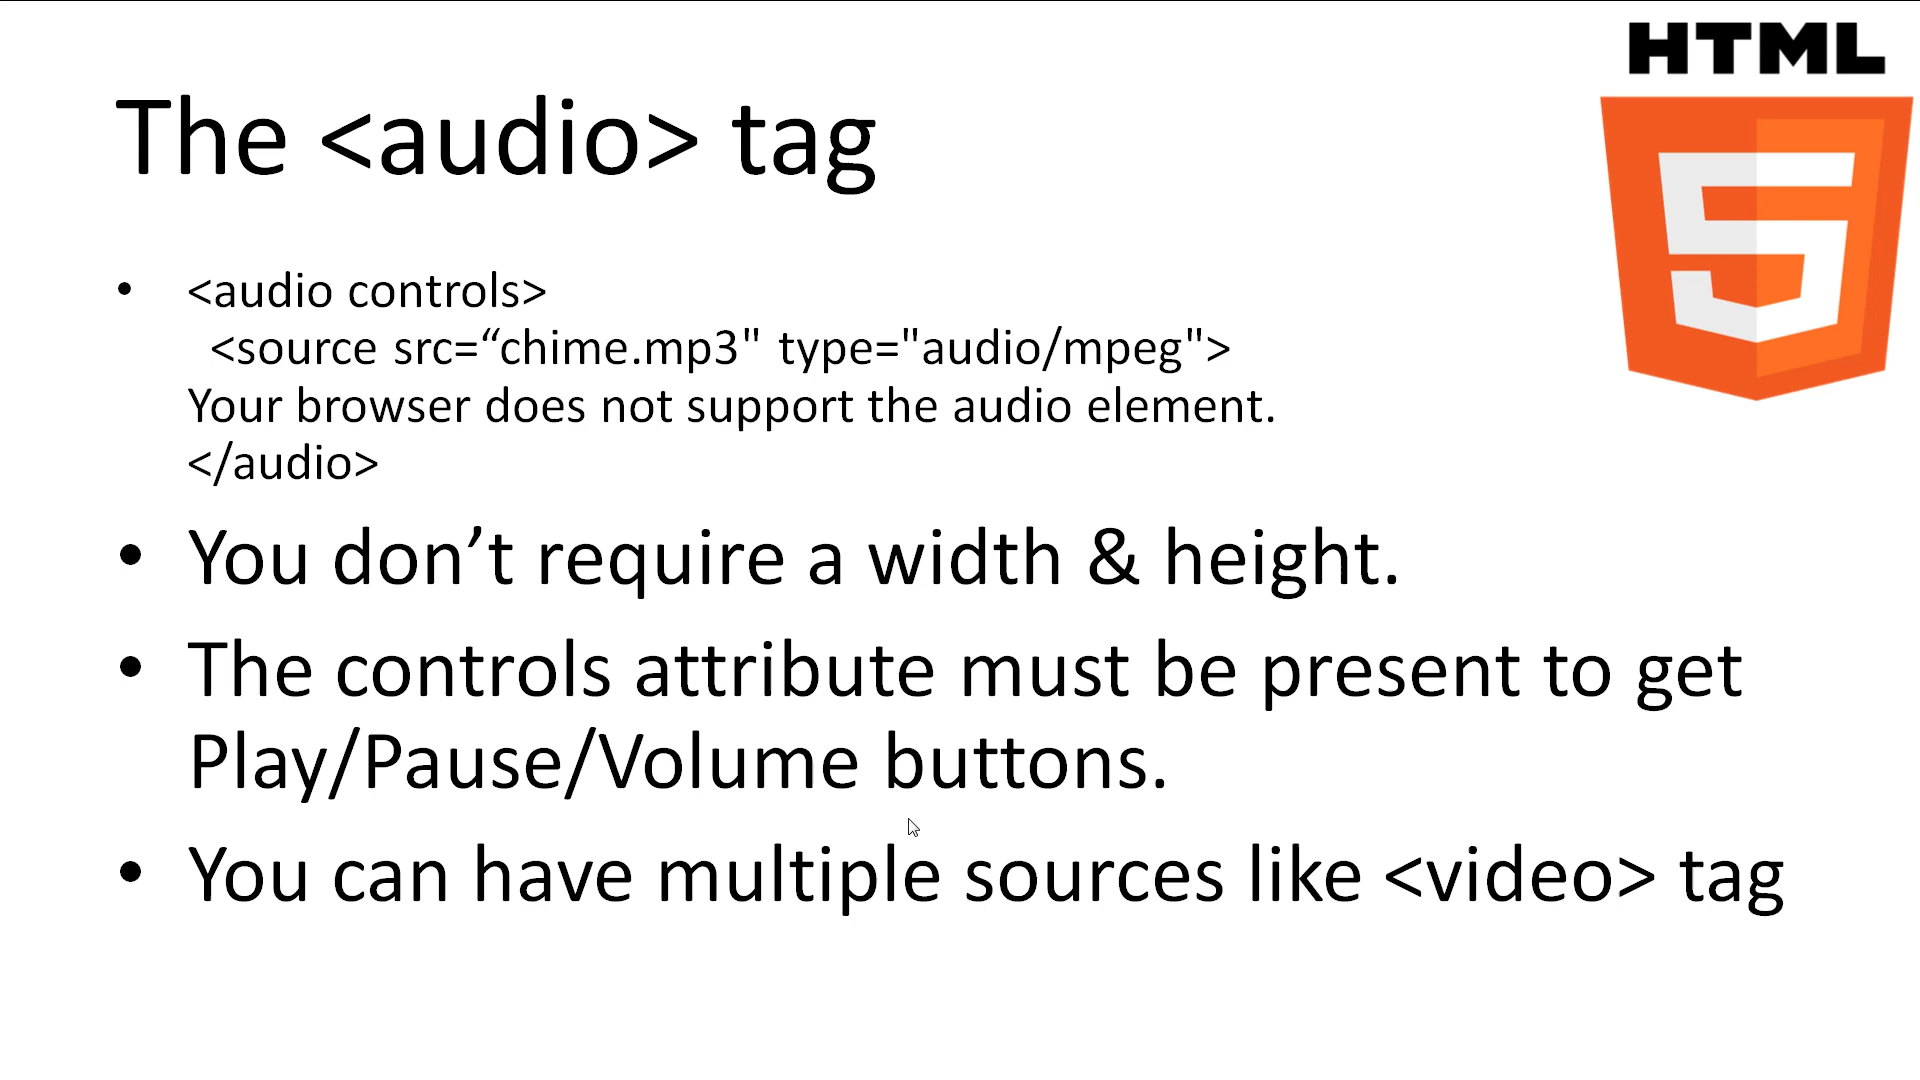 HTML
5
The <audio> tag
• <audio controls>
<source src=“chime.mp3" type="audio/mpeg">
Your browser does not support the audio element.
</audio>
• You don’t require a width & height.
• The controls attribute must be present to get
Play/Pause/Volume buttons.
• You can have multiple sources like <video> tag